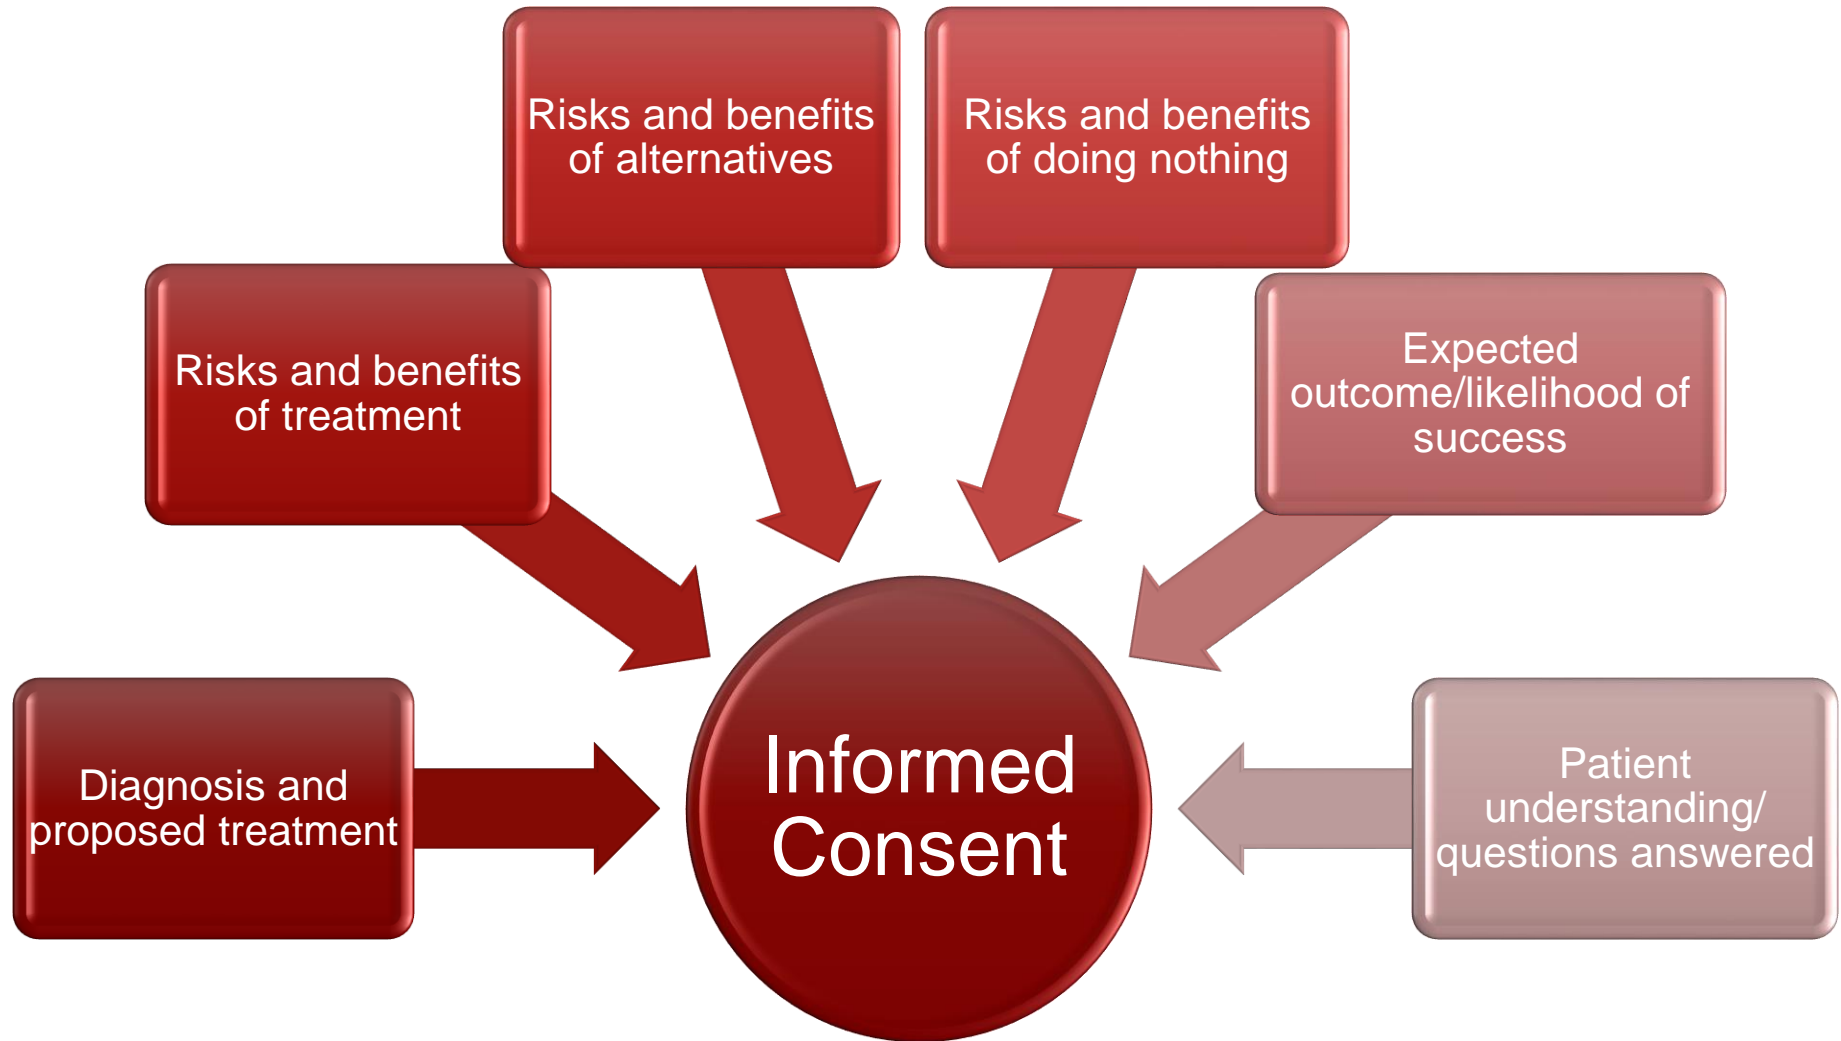 Risks and benefits
of alternatives
Risks and benefits
of doing nothing
Risks and benefits
of treatment
Expected
outcome/likelihood of
success
Diagnosis and
proposed treatment
Informed
Consent
Patient
understanding/
questions answered